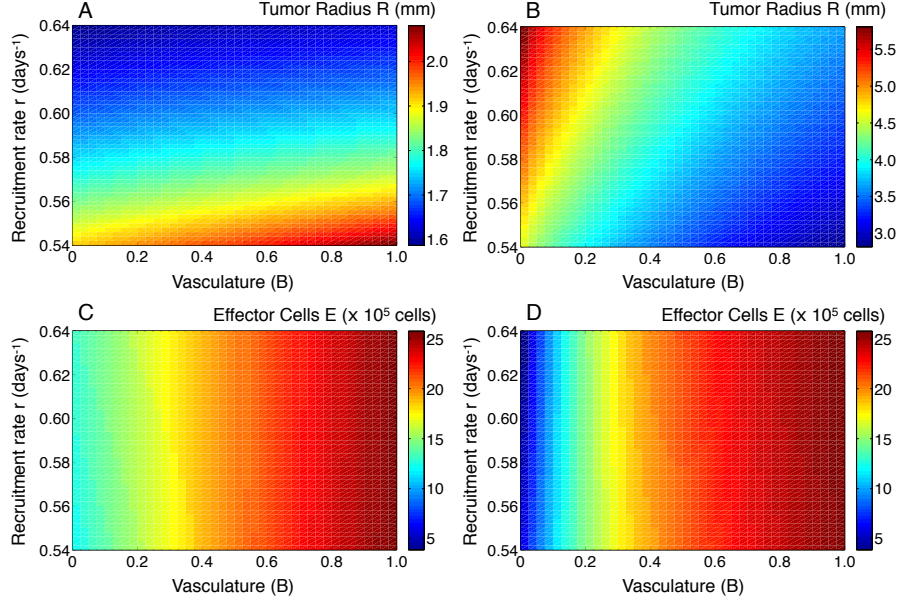 A Tumor Radius R (mm)
Recruitment rate r (days⁻¹)
0.64
0.62
0.60
0.58
0.56
0.54
0 0.2 0.4 0.6 0.8 1.0
Vasculature (B)
2.0
1.9
1.8
1.7
1.6
B Tumor Radius R (mm)
Recruitment rate r (days⁻¹)
0.64
0.62
0.60
0.58
0.56
0.54
0 0.2 0.4 0.6 0.8 1.0
Vasculature (B)
5.5
5.0
4.5
4.0
3.5
3.0
C Effector Cells E (x 10⁵ cells)
Recruitment rate r (days⁻¹)
0.64
0.62
0.60
0.58
0.56
0.54
0 0.2 0.4 0.6 0.8 1.0
Vasculature (B)
25
20
15
10
5
D Effector Cells E (x 10⁵ cells)
Recruitment rate r (days⁻¹)
0.64
0.62
0.60
0.58
0.56
0.54
0 0.2 0.4 0.6 0.8 1.0
Vasculature (B)
25
20
15
10
5